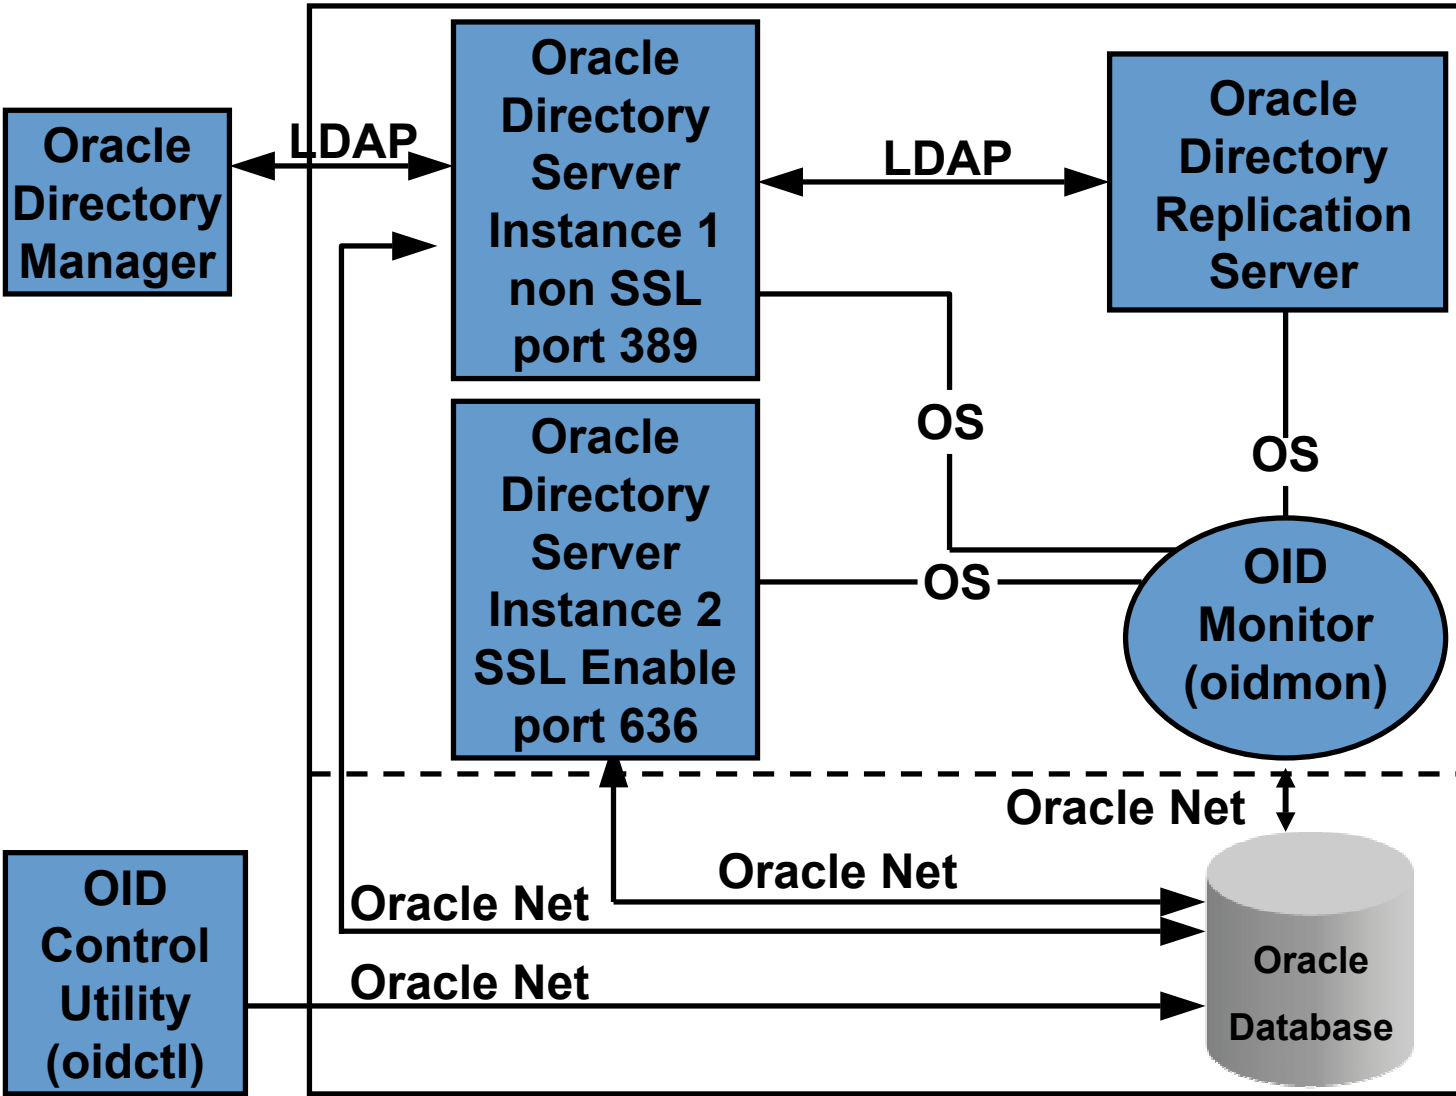 Oracle
Directory
Manager
LDAP
Oracle
Directory
Server
Instance 1
non SSL
port 389
LDAP
Oracle
Directory
Replication
Server
OS
OS
Oracle
Directory
Server
Instance 2
SSL Enable
port 636
OS
OID
Monitor
(oidmon)
Oracle Net
Oracle Net
Oracle Net
OID
Control
Utility
(oidctl)
Oracle Net
Oracle
Database